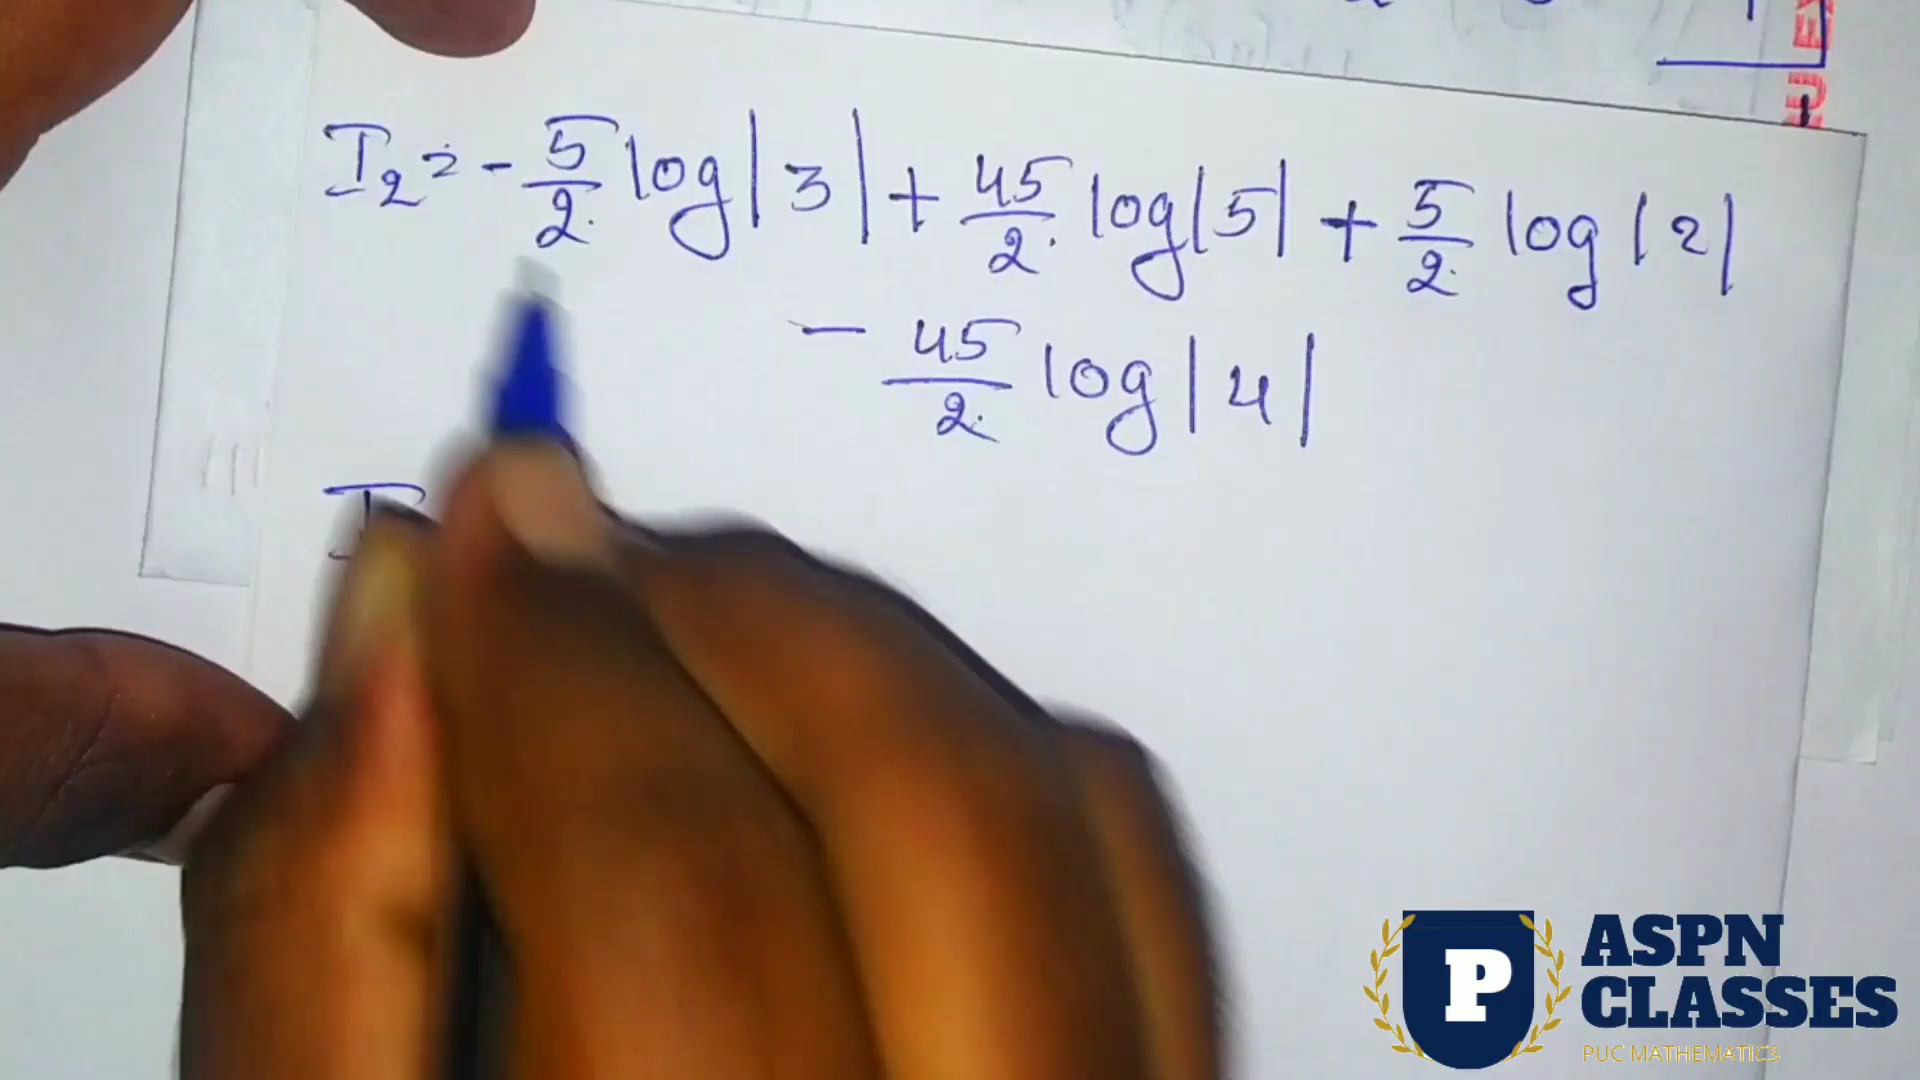 I₂ = - 5/2 log|3| + 45/2 log|5| + 5/2 log|2|
- 45/2 log|4|
I
P
ASPN
CLASSES
PUC MATHEMATICS